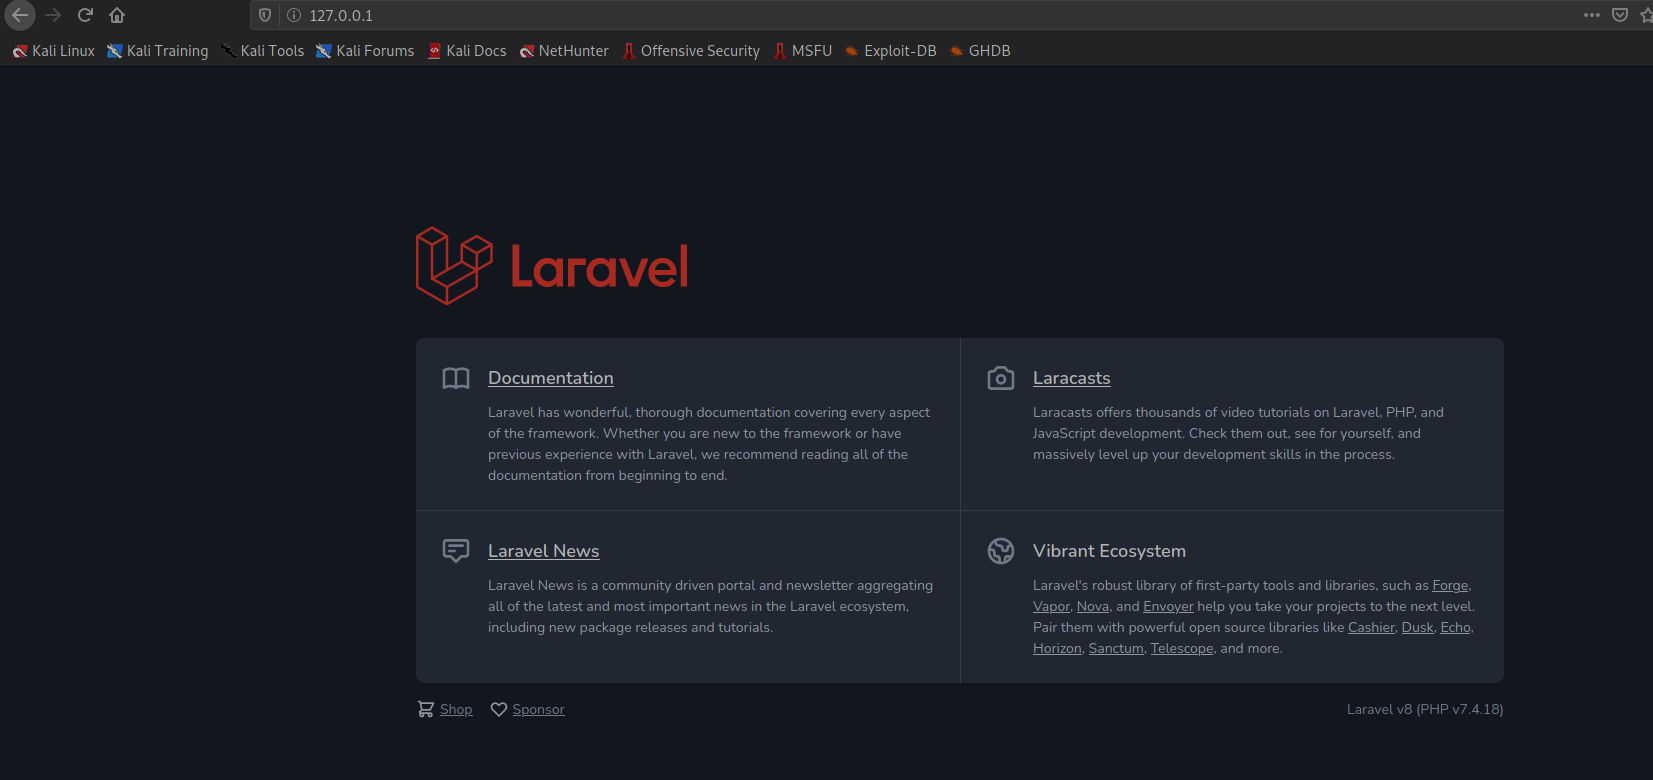 127.0.0.1
Kali Linux Kali Training Kali Tools Kali Forums Kali Docs NetHunter Offensive Security MSFU Exploit-DB GHDB
Laravel
Documentation
Laravel has wonderful, thorough documentation covering every aspect
of the framework. Whether you are new to the framework or have
previous experience with Laravel, we recommend reading all of the
documentation from beginning to end.
Laracasts
Laracasts offers thousands of video tutorials on Laravel, PHP, and
JavaScript development. Check them out, see for yourself, and
massively level up your development skills in the process.
Laravel News
Laravel News is a community driven portal and newsletter aggregating
all of the latest and most important news in the Laravel ecosystem,
including new package releases and tutorials.
Vibrant Ecosystem
Laravel's robust library of first-party tools and libraries, such as Forge,
Vapor, Nova, and Envoyer help you take your projects to the next level.
Pair them with powerful open source libraries like Cashier, Dusk, Echo,
Horizon, Sanctum, Telescope, and more.
Shop Sponsor Laravel v8 (PHP v7.4.18)